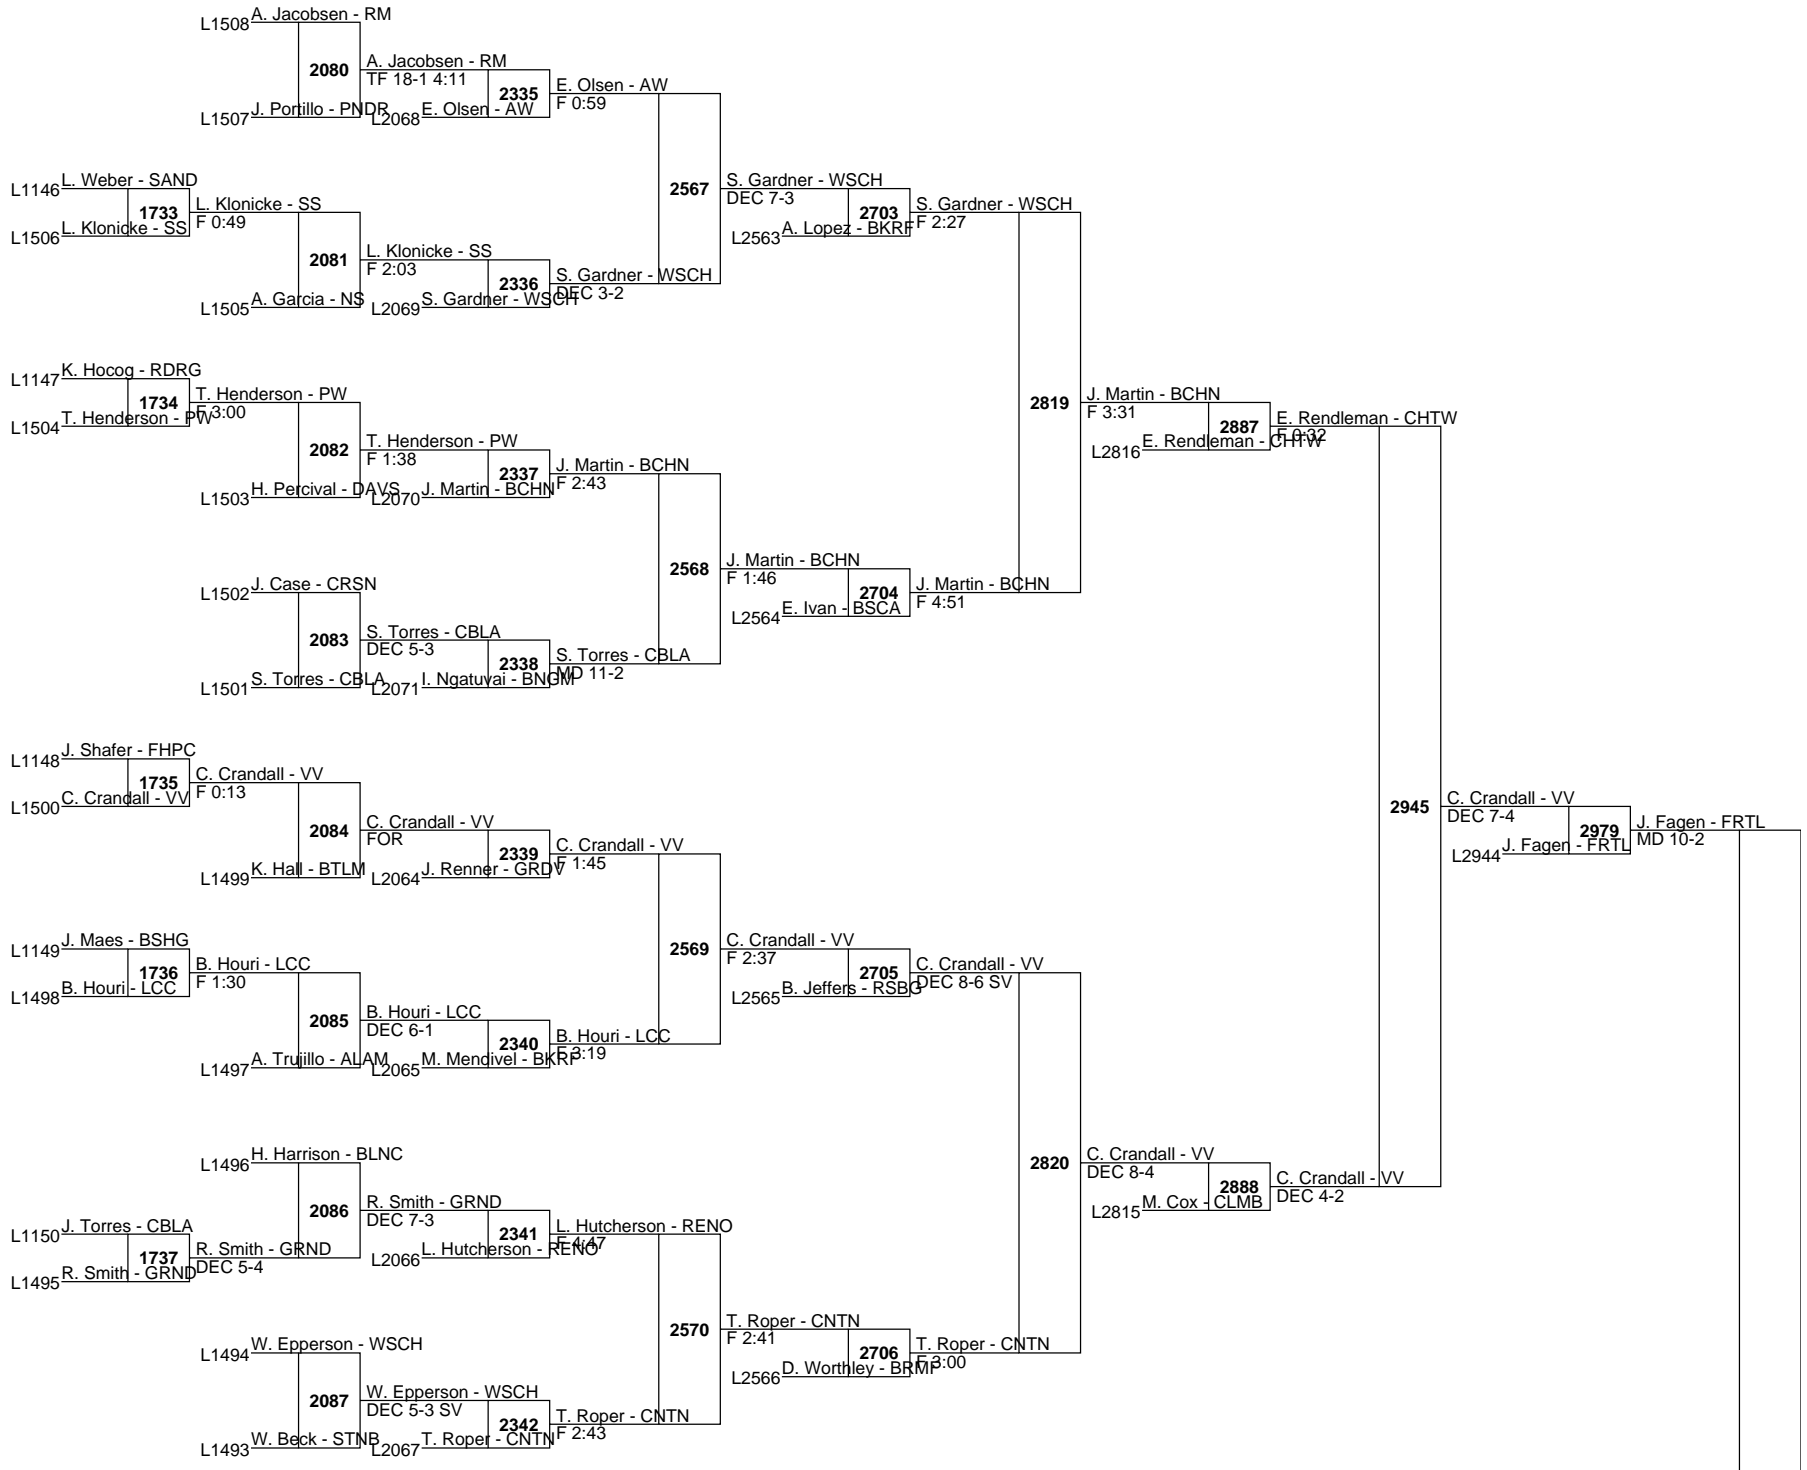 L1508 A. Jacobsen - RM
2080
A. Jacobsen - RM
TF 18-1 4:11
L1507 J. Portillo - PNDR
2335
L2068 E. Olsen - AW
E. Olsen - AW
F 0:59
L1146 L. Weber - SAND
1733
L1506 L. Klonicke - SS
L. Klonicke - SS
F 0:49
2081
L. Klonicke - SS
F 2:03
L1505 A. Garcia - NS
2336
L2069 S. Gardner - WSCH
S. Gardner - WSCH
DEC 3-2
2567
S. Gardner - WSCH
DEC 7-3
2703
L2563 A. Lopez - BKRF
S. Gardner - WSCH
F 2:27
L1147 K. Hocog - RDRG
1734
L1504 T. Henderson - PW
T. Henderson - PW
F 3:00
2082
T. Henderson - PW
F 1:38
L1503 H. Percival - DAVS
2337
L2070 J. Martin - BCHN
J. Martin - BCHN
F 2:43
L1502 J. Case - CRSN
2083
S. Torres - CBLA
DEC 5-3
L1501 S. Torres - CBLA
2338
L2071 I. Ngatuvai - BNGM
S. Torres - CBLA
MD 11-2
2568
J. Martin - BCHN
F 1:46
2704
L2564 E. Ivan - BSCA
J. Martin - BCHN
F 4:51
2819
J. Martin - BCHN
F 3:31
2887
L2816 E. Rendleman - CHTW
E. Rendleman - CHTW
F 0:32
L1148 J. Shafer - FHPC
1735
L1500 C. Crandall - VV
C. Crandall - VV
F 0:13
2084
C. Crandall - VV
FOR
L1499 K. Hall - BTLM
2339
L2064 J. Renner - GRDV
C. Crandall - VV
F 1:45
L1149 J. Maes - BSHG
1736
L1498 B. Houri - LCC
B. Houri - LCC
F 1:30
2085
B. Houri - LCC
DEC 6-1
L1497 A. Trujillo - ALAM
2340
L2065 M. Mendivel - BKRF
B. Houri - LCC
F 3:19
2569
C. Crandall - VV
F 2:37
2705
L2565 B. Jeffers - RSBG
C. Crandall - VV
DEC 8-6 SV
L1496 H. Harrison - BLNC
2086
R. Smith - GRND
DEC 7-3
L1150 J. Torres - CBLA
1737
L1495 R. Smith - GRND
R. Smith - GRND
DEC 5-4
2341
L2066 L. Hutcherson - RENO
L. Hutcherson - RENO
F 4:47
L1494 W. Epperson - WSCH
2087
W. Epperson - WSCH
DEC 5-3 SV
L1493 W. Beck - STNB
2342
L2067 T. Roper - CNTN
T. Roper - CNTN
F 2:43
2570
T. Roper - CNTN
F 2:41
2706
L2566 D. Worthley - BRMF
T. Roper - CNTN
F 3:00
2820
C. Crandall - VV
DEC 8-4
2888
L2815 M. Cox - CLMB
C. Crandall - VV
DEC 4-2
2945
C. Crandall - VV
DEC 7-4
2979
L2944 J. Fagen - FRTL
J. Fagen - FRTL
MD 10-2